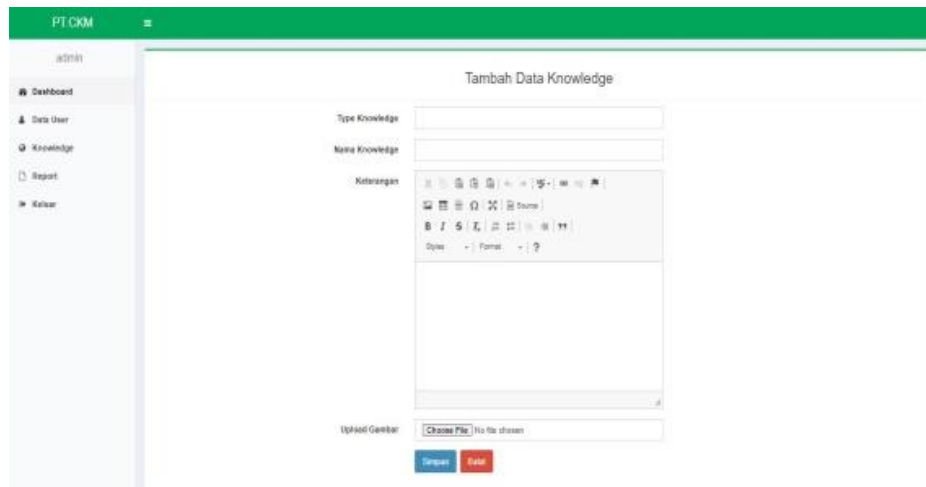 PT.CKM
admin
Dashboard
Data User
Knowledge
Report
Keluar
Tambah Data Knowledge
Type Knowledge
Nama Knowledge
Keterangan
Source
B I S Tx
Styles Format ?
Upload Gambar
Choose File No file chosen
Simpan Batal